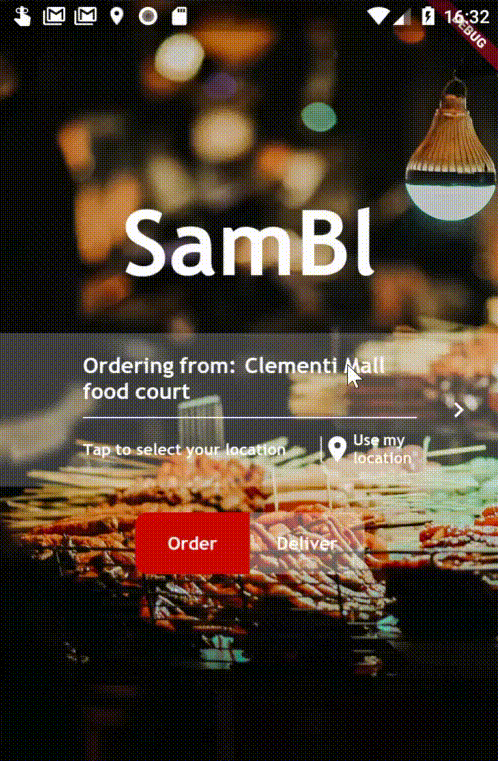 16:32
DEBUG
SamBl
Ordering from: Clementi Mall
food court
Tap to select your location
Use my
location
Order
Deliver